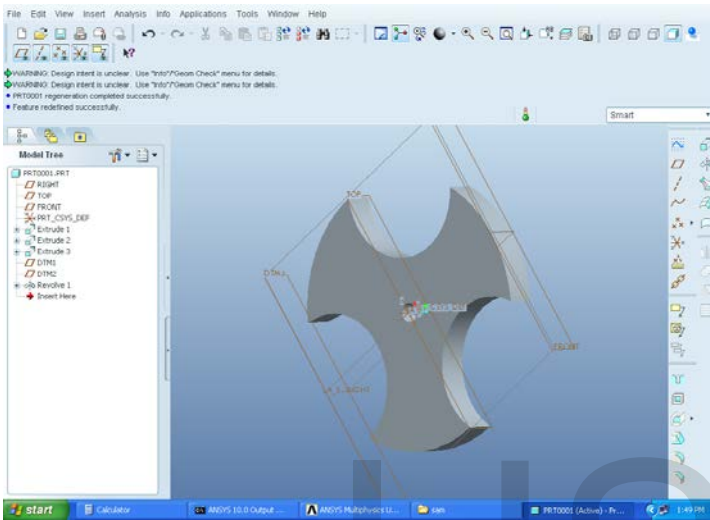 File Edit View Insert Analysis Info Applications Tools Window Help
WARNING: Design intent is unclear. Use "Info"/"Geom Check" menu for details.
WARNING: Design intent is unclear. Use "Info"/"Geom Check" menu for details.
• PRT0001 regeneration completed successfully.
• Feature redefined successfully.
Smart
Model Tree
PRT0001.PRT
RIGHT
TOP
FRONT
PRT_CSYS_DEF
Extrude 1
Extrude 2
Extrude 3
DTM1
DTM2
Revolve 1
Insert Here
TOP
DTM1
FRONT
RIGHT
start
Calculator
ANSYS 10.0 Output ...
ANSYS Multiphysics U...
sam
PRT0001 (Active) - Pr...
1:49 PM